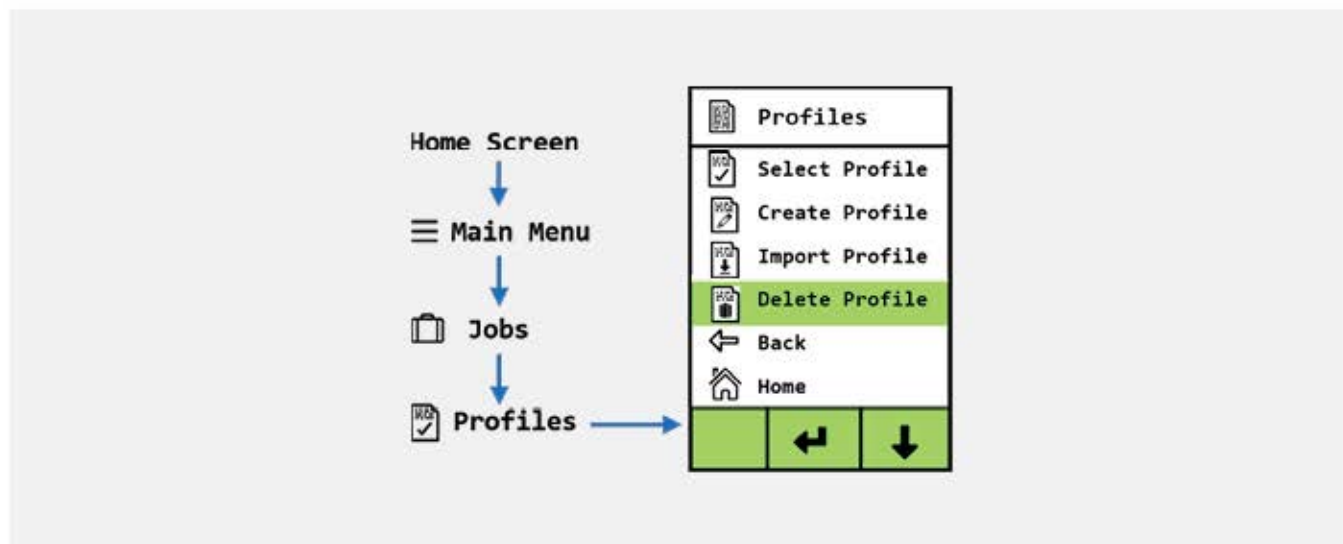 Home Screen
Main Menu
Jobs
Profiles
Profiles
Select Profile
Create Profile
Import Profile
Delete Profile
Back
Home